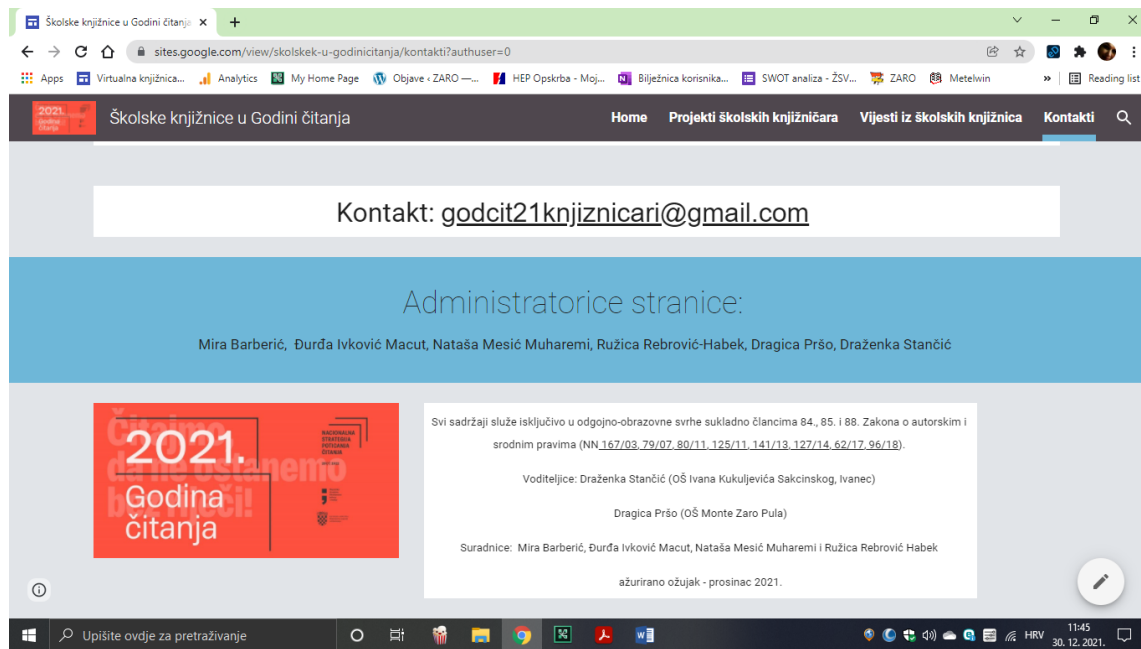 Školske knjižnice u Godini čitanja
sites.google.com/view/skolskek-u-godinicitanja/kontakti?authuser=0
Apps Virtualna knjižnica... Analytics My Home Page Objave ‹ ZARO —... HEP Opskrba - Moj... Bilježnica korisnika... SWOT analiza - ŽSV... ZARO Metelwin » Reading list
2021.
Godina
čitanja
Školske knjižnice u Godini čitanja Home Projekti školskih knjižničara Vijesti iz školskih knjižnica Kontakti
Kontakt: godcit21knjiznicari@gmail.com
Administratorice stranice:
Mira Barberić, Đurđa Ivković Macut, Nataša Mesić Muharemi, Ružica Rebrović-Habek, Dragica Pršo, Draženka Stančić
Čitajmo
da ne ostanemo
bez riječi!
2021.
Godina
čitanja
NACIONALNA
STRATEGIJA
POTICANJA
ČITANJA
Svi sadržaji služe isključivo u odgojno-obrazovne svrhe sukladno člancima 84., 85. i 88. Zakona o autorskim i
srodnim pravima (NN 167/03, 79/07, 80/11, 125/11, 141/13, 127/14, 62/17, 96/18).
Voditeljice: Draženka Stančić (OŠ Ivana Kukuljevića Sakcinskog, Ivanec)
Dragica Pršo (OŠ Monte Zaro Pula)
Suradnice: Mira Barberić, Đurđa Ivković Macut, Nataša Mesić Muharemi i Ružica Rebrović Habek
ažurirano ožujak - prosinac 2021.
Upišite ovdje za pretraživanje
HRV
11:45
30. 12. 2021.